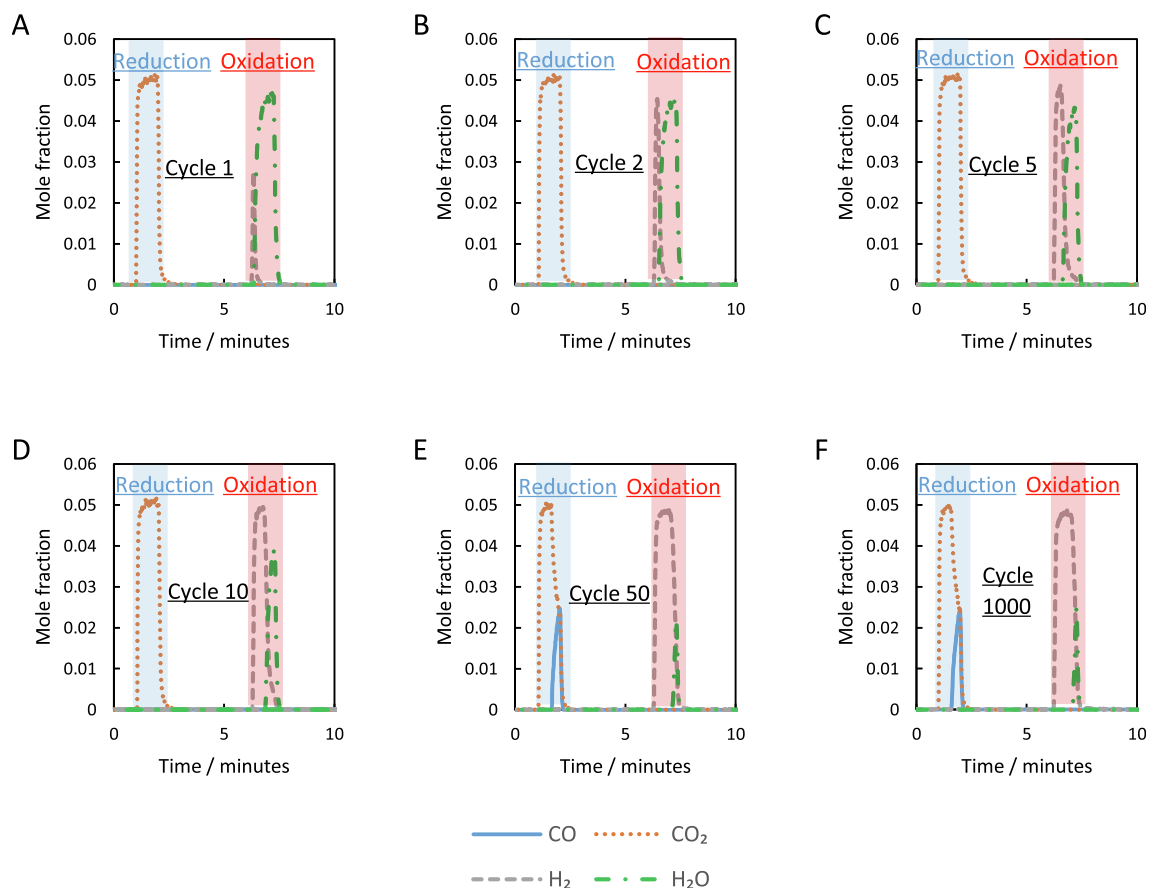 A
B
C
0.06
0.05
0.04
0.03
0.02
0.01
0
Mole fraction
Reduction Oxidation
Cycle 1
0 5 10
Time / minutes
0.06
0.05
0.04
0.03
0.02
0.01
0
Mole fraction
Reduction Oxidation
Cycle 2
0 5 10
Time / minutes
0.06
0.05
0.04
0.03
0.02
0.01
0
Mole fraction
Reduction Oxidation
Cycle 5
0 5 10
Time / minutes
D
E
F
0.06
0.05
0.04
0.03
0.02
0.01
0
Mole fraction
Reduction Oxidation
Cycle 10
0 5 10
Time / minutes
0.06
0.05
0.04
0.03
0.02
0.01
0
Mole fraction
Reduction Oxidation
Cycle 50
0 5 10
Time / minutes
0.06
0.05
0.04
0.03
0.02
0.01
0
Mole fraction
Reduction Oxidation
Cycle
1000
0 5 10
Time / minutes
CO CO₂
H₂ H₂O